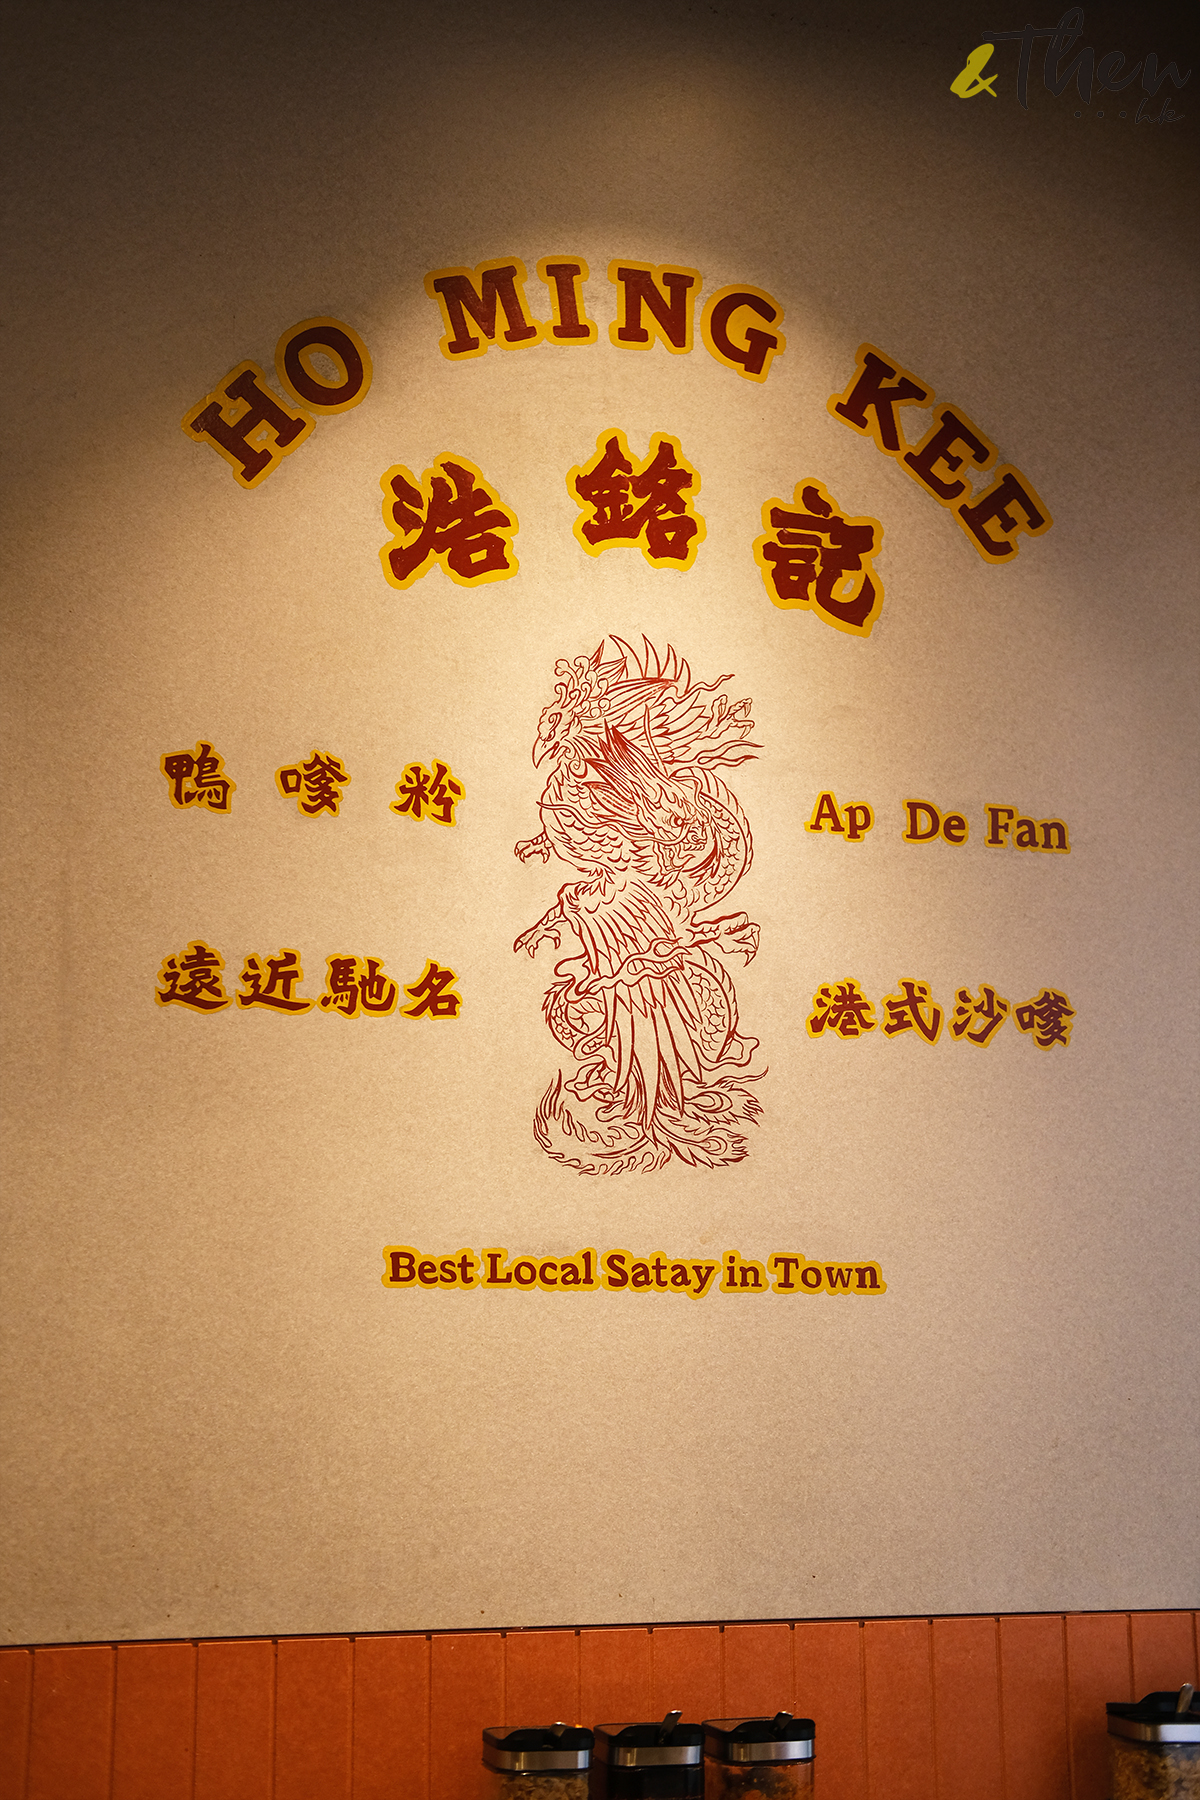 &Then
...hk
HO MING KEE
浩銘記
鴨嗲粉
Ap De Fan
遠近馳名
港式沙嗲
Best Local Satay in Town